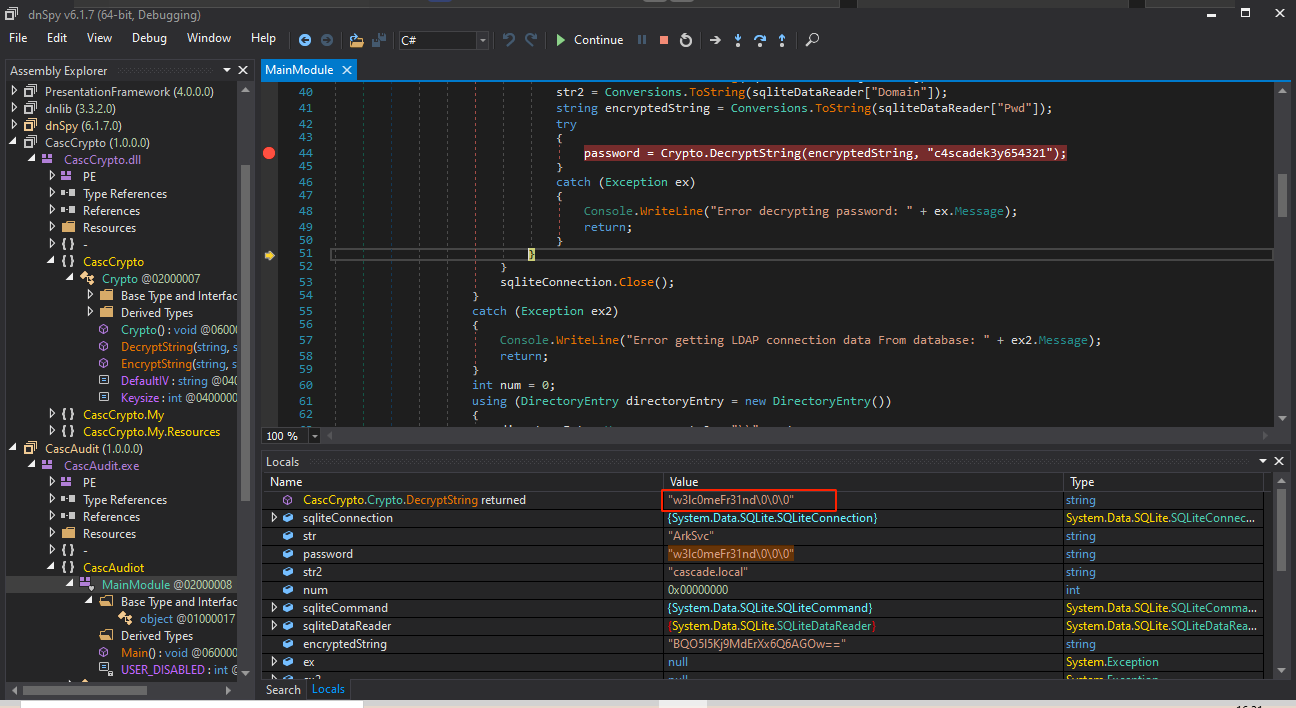 dnSpy v6.1.7 (64-bit, Debugging)
File Edit View Debug Window Help C# Continue
Assembly Explorer
MainModule
PresentationFramework (4.0.0.0)
dnlib (3.3.2.0)
dnSpy (6.1.7.0)
CascCrypto (1.0.0.0)
CascCrypto.dll
PE
Type References
References
Resources
{ } -
{ } CascCrypto
Crypto @02000007
Base Type and Interfac
Derived Types
Crypto() : void @0600
DecryptString(string, s
EncryptString(string, s
DefaultIV : string @040
Keysize : int @0400000
{ } CascCrypto.My
{ } CascCrypto.My.Resources
CascAudit (1.0.0.0)
CascAudit.exe
PE
Type References
References
Resources
{ } -
{ } CascAudiot
MainModule @02000008
Base Type and Interfac
object @01000017
Derived Types
Main() : void @060000
USER_DISABLED : int @
40 str2 = Conversions.ToString(sqliteDataReader["Domain"]);
41 string encryptedString = Conversions.ToString(sqliteDataReader["Pwd"]);
42 try
43 {
44 password = Crypto.DecryptString(encryptedString, "c4scadek3y654321");
45 }
46 catch (Exception ex)
47 {
48 Console.WriteLine("Error decrypting password: " + ex.Message);
49 return;
50 }
51 }
52 }
53 sqliteConnection.Close();
54 }
55 catch (Exception ex2)
56 {
57 Console.WriteLine("Error getting LDAP connection data From database: " + ex2.Message);
58 return;
59 }
60 int num = 0;
61 using (DirectoryEntry directoryEntry = new DirectoryEntry())
62 {
100 %
Locals
Name Value Type
CascCrypto.Crypto.DecryptString returned "w3lc0meFr31nd\0\0\0" string
sqliteConnection {System.Data.SQLite.SQLiteConnection} System.Data.SQLite.SQLiteConnec...
str "ArkSvc" string
password "w3lc0meFr31nd\0\0\0" string
str2 "cascade.local" string
num 0x00000000 int
sqliteCommand {System.Data.SQLite.SQLiteCommand} System.Data.SQLite.SQLiteComma...
sqliteDataReader {System.Data.SQLite.SQLiteDataReader} System.Data.SQLite.SQLiteDataRea...
encryptedString "BQO5l5Kj9MdErXx6Q6AGOw==" string
ex null System.Exception
ex2 null System.Exception
Search Locals